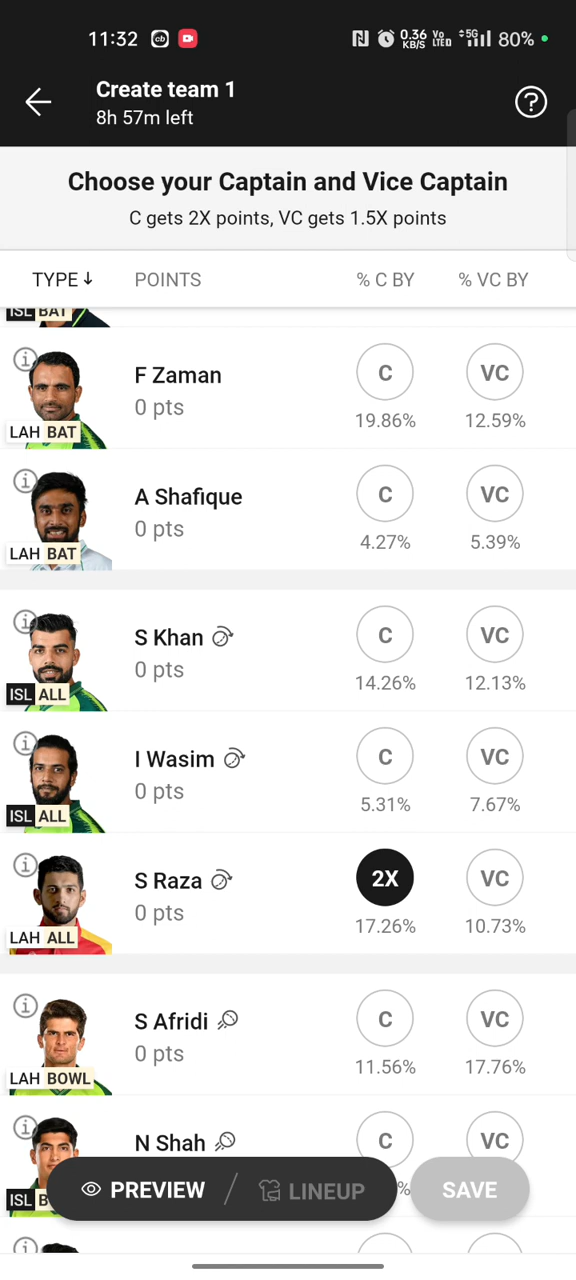 11:32 cb 0.36 KB/S Vo LTE D 5G 80%
Create team 1
8h 57m left
?
Choose your Captain and Vice Captain
C gets 2X points, VC gets 1.5X points
TYPE↓ POINTS % C BY % VC BY
ISL BAT
F Zaman C VC
0 pts
LAH BAT 19.86% 12.59%
A Shafique C VC
0 pts
LAH BAT 4.27% 5.39%
S Khan C VC
0 pts
ISL ALL 14.26% 12.13%
I Wasim C VC
0 pts
ISL ALL 5.31% 7.67%
S Raza 2X VC
0 pts
LAH ALL 17.26% 10.73%
S Afridi C VC
0 pts
LAH BOWL 11.56% 17.76%
N Shah C VC
ISL B %
PREVIEW / LINEUP SAVE